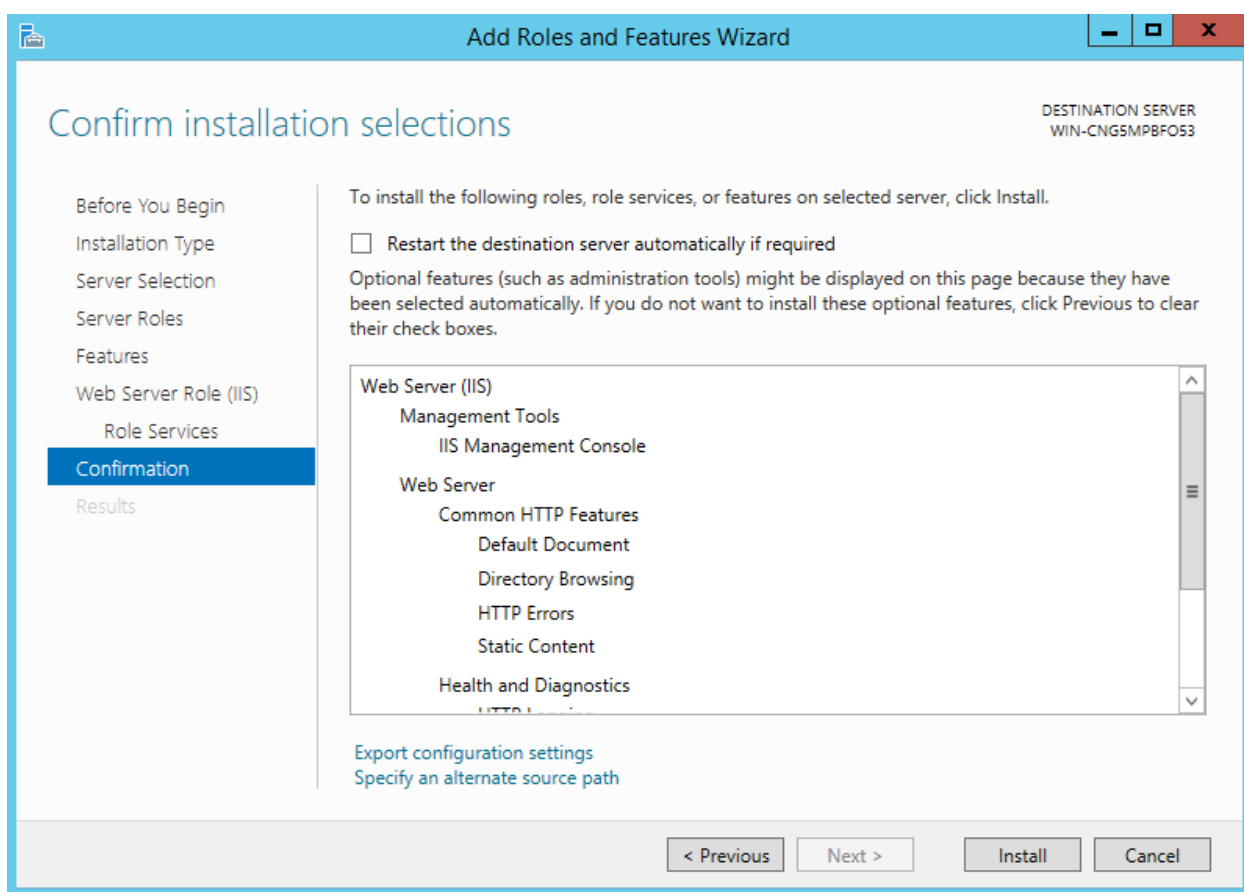 Add Roles and Features Wizard
Confirm installation selections
DESTINATION SERVER
WIN-CNG5MPBFO53
Before You Begin
Installation Type
Server Selection
Server Roles
Features
Web Server Role (IIS)
Role Services
Confirmation
Results
To install the following roles, role services, or features on selected server, click Install.
Restart the destination server automatically if required
Optional features (such as administration tools) might be displayed on this page because they have
been selected automatically. If you do not want to install these optional features, click Previous to clear
their check boxes.
Web Server (IIS)
Management Tools
IIS Management Console
Web Server
Common HTTP Features
Default Document
Directory Browsing
HTTP Errors
Static Content
Health and Diagnostics
HTTP Logging
Export configuration settings
Specify an alternate source path
< Previous
Next >
Install
Cancel